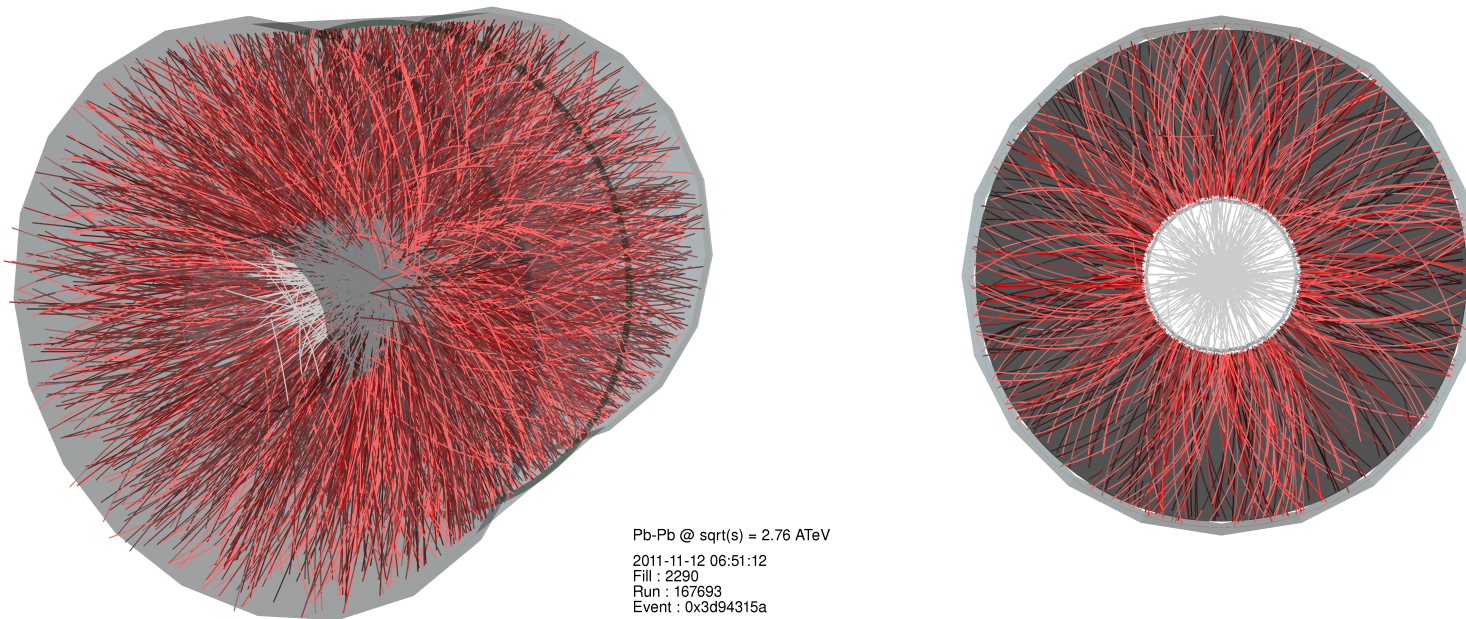 Pb-Pb @ sqrt(s) = 2.76 ATeV
2011-11-12 06:51:12
Fill : 2290
Run : 167693
Event : 0x3d94315a